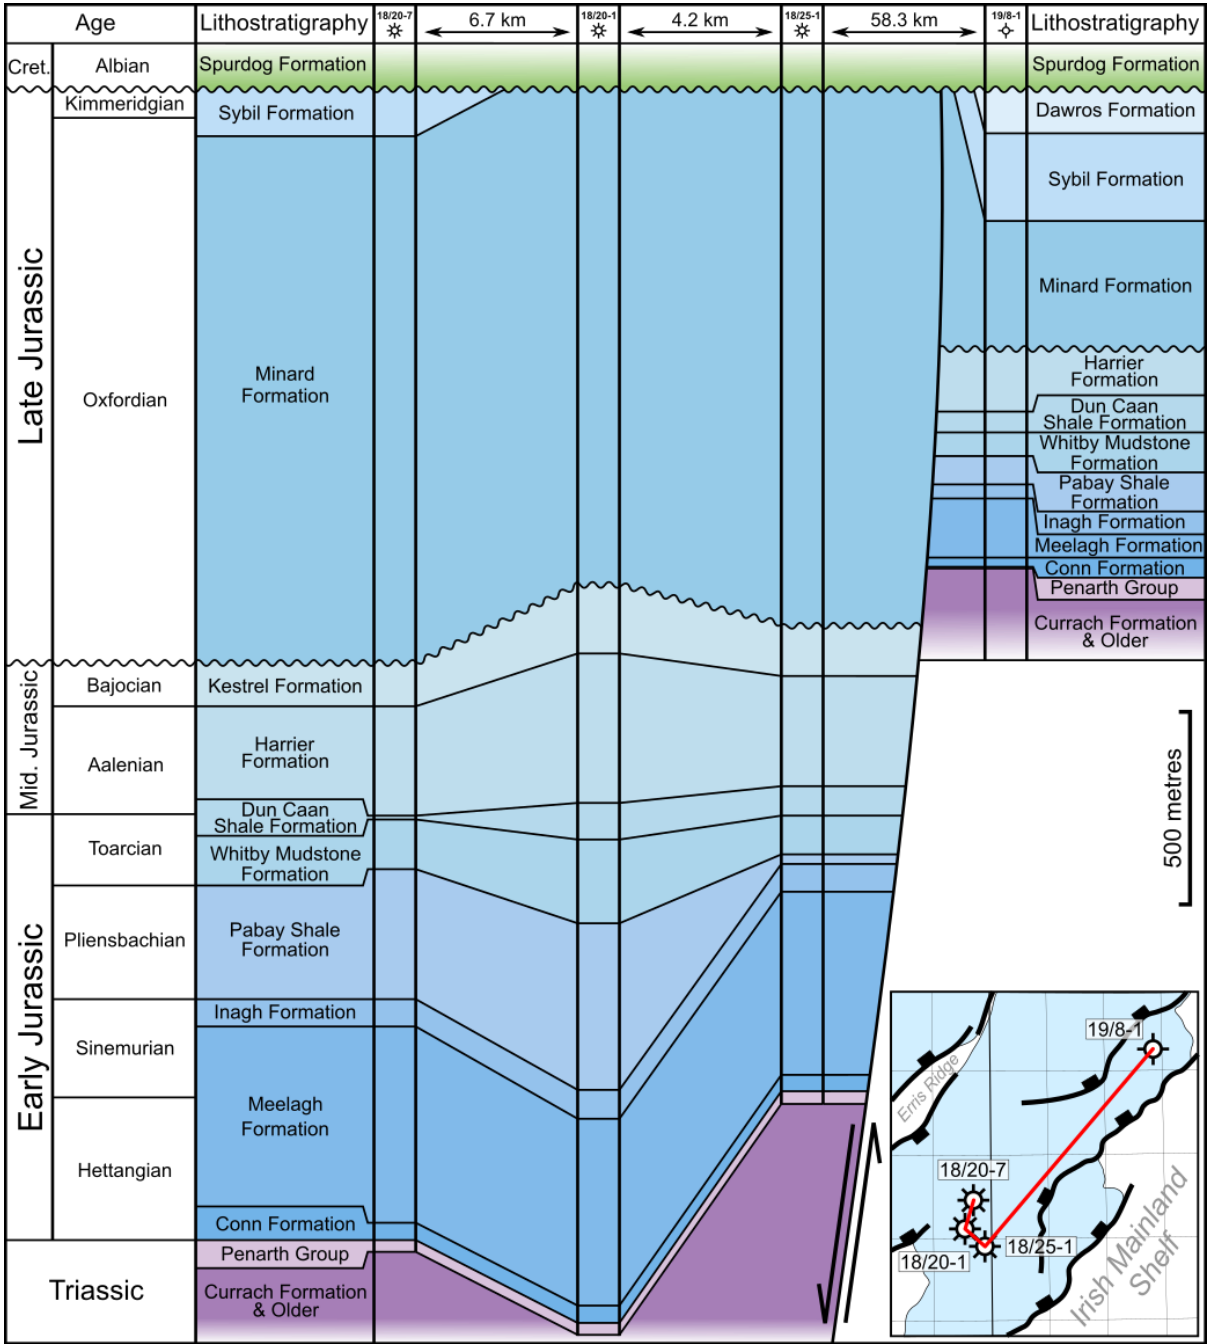 Age
Lithostratigraphy
18/20-7
6.7 km
18/20-1
4.2 km
18/25-1
58.3 km
19/8-1
Lithostratigraphy
Cret.
Albian
Spurdog Formation
Spurdog Formation
Late Jurassic
Kimmeridgian
Sybil Formation
Oxfordian
Minard
Formation
Dawros Formation
Sybil Formation
Minard Formation
Harrier
Formation
Dun Caan
Shale Formation
Whitby Mudstone
Formation
Pabay Shale
Formation
Inagh Formation
Meelagh Formation
Conn Formation
Penarth Group
Currach Formation
& Older
Mid. Jurassic
Bajocian
Kestrel Formation
Aalenian
Harrier
Formation
Dun Caan
Shale Formation
Early Jurassic
Toarcian
Whitby Mudstone
Formation
Pliensbachian
Pabay Shale
Formation
Sinemurian
Inagh Formation
Meelagh
Formation
Hettangian
Conn Formation
Triassic
Penarth Group
Currach Formation
& Older
500 metres
19/8-1
Erris Ridge
18/20-7
18/20-1
18/25-1
Irish Mainland
Shelf